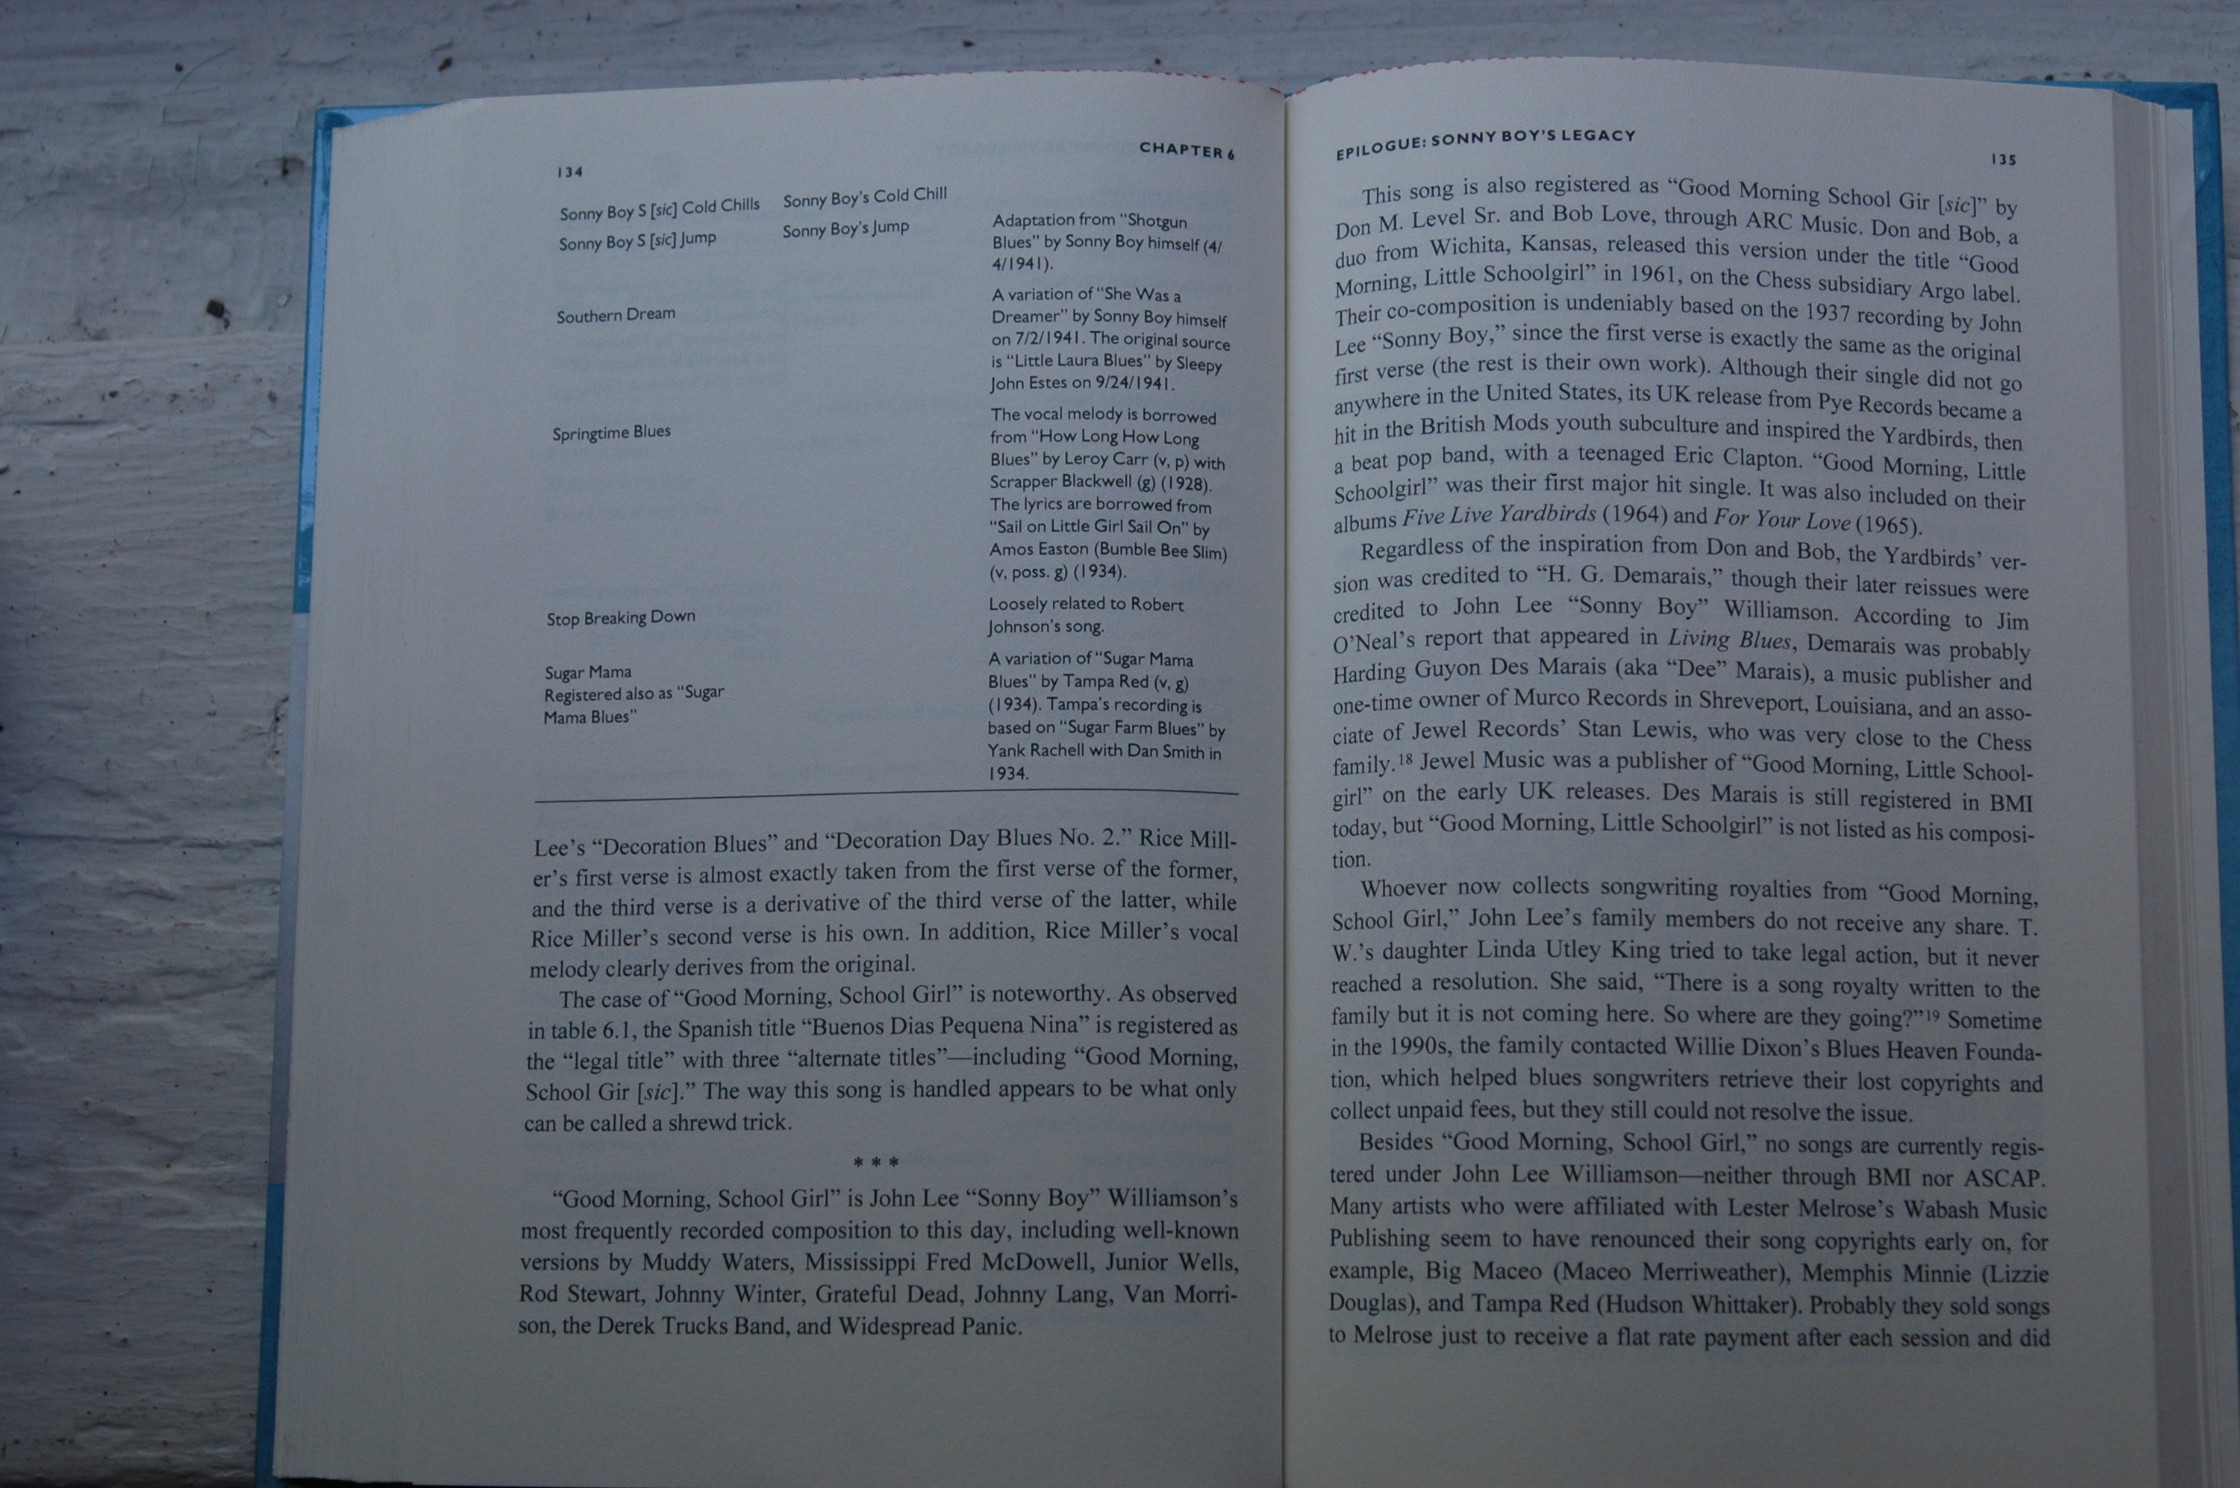 134
CHAPTER 6
Sonny Boy S [sic] Cold Chills
Sonny Boy's Cold Chill
Sonny Boy S [sic] Jump
Sonny Boy's Jump
Adaptation from "Shotgun
Blues" by Sonny Boy himself (4/
4/1941).
Southern Dream
A variation of "She Was a
Dreamer" by Sonny Boy himself
on 7/2/1941. The original source
is "Little Laura Blues" by Sleepy
John Estes on 9/24/1941.
Springtime Blues
The vocal melody is borrowed
from "How Long How Long
Blues" by Leroy Carr (v, p) with
Scrapper Blackwell (g) (1928).
The lyrics are borrowed from
"Sail on Little Girl Sail On" by
Amos Easton (Bumble Bee Slim)
(v, poss. g) (1934).
Stop Breaking Down
Loosely related to Robert
Johnson's song.
Sugar Mama
Registered also as "Sugar
Mama Blues"
A variation of "Sugar Mama
Blues" by Tampa Red (v, g)
(1934). Tampa's recording is
based on "Sugar Farm Blues" by
Yank Rachell with Dan Smith in
1934.
Lee's "Decoration Blues" and "Decoration Day Blues No. 2." Rice Mill-
er's first verse is almost exactly taken from the first verse of the former,
and the third verse is a derivative of the third verse of the latter, while
Rice Miller's second verse is his own. In addition, Rice Miller's vocal
melody clearly derives from the original.
The case of "Good Morning, School Girl" is noteworthy. As observed
in table 6.1, the Spanish title "Buenos Dias Pequena Nina" is registered as
the "legal title" with three "alternate titles"—including "Good Morning,
School Gir [sic]." The way this song is handled appears to be what only
can be called a shrewd trick.
* * *
"Good Morning, School Girl" is John Lee "Sonny Boy" Williamson's
most frequently recorded composition to this day, including well-known
versions by Muddy Waters, Mississippi Fred McDowell, Junior Wells,
Rod Stewart, Johnny Winter, Grateful Dead, Johnny Lang, Van Morri-
son, the Derek Trucks Band, and Widespread Panic.
EPILOGUE: SONNY BOY'S LEGACY
135
This song is also registered as "Good Morning School Gir [sic]" by
Don M. Level Sr. and Bob Love, through ARC Music. Don and Bob, a
duo from Wichita, Kansas, released this version under the title "Good
Morning, Little Schoolgirl" in 1961, on the Chess subsidiary Argo label.
Their co-composition is undeniably based on the 1937 recording by John
Lee "Sonny Boy," since the first verse is exactly the same as the original
first verse (the rest is their own work). Although their single did not go
anywhere in the United States, its UK release from Pye Records became a
hit in the British Mods youth subculture and inspired the Yardbirds, then
a beat pop band, with a teenaged Eric Clapton. "Good Morning, Little
Schoolgirl" was their first major hit single. It was also included on their
albums Five Live Yardbirds (1964) and For Your Love (1965).
Regardless of the inspiration from Don and Bob, the Yardbirds' ver-
sion was credited to "H. G. Demarais," though their later reissues were
credited to John Lee "Sonny Boy" Williamson. According to Jim
O'Neal's report that appeared in Living Blues, Demarais was probably
Harding Guyon Des Marais (aka "Dee" Marais), a music publisher and
one-time owner of Murco Records in Shreveport, Louisiana, and an asso-
ciate of Jewel Records' Stan Lewis, who was very close to the Chess
family.18 Jewel Music was a publisher of "Good Morning, Little School-
girl" on the early UK releases. Des Marais is still registered in BMI
today, but "Good Morning, Little Schoolgirl" is not listed as his composi-
tion.
Whoever now collects songwriting royalties from "Good Morning,
School Girl," John Lee's family members do not receive any share. T.
W.'s daughter Linda Utley King tried to take legal action, but it never
reached a resolution. She said, "There is a song royalty written to the
family but it is not coming here. So where are they going?"19 Sometime
in the 1990s, the family contacted Willie Dixon's Blues Heaven Founda-
tion, which helped blues songwriters retrieve their lost copyrights and
collect unpaid fees, but they still could not resolve the issue.
Besides "Good Morning, School Girl," no songs are currently regis-
tered under John Lee Williamson—neither through BMI nor ASCAP.
Many artists who were affiliated with Lester Melrose's Wabash Music
Publishing seem to have renounced their song copyrights early on, for
example, Big Maceo (Maceo Merriweather), Memphis Minnie (Lizzie
Douglas), and Tampa Red (Hudson Whittaker). Probably they sold songs
to Melrose just to receive a flat rate payment after each session and did